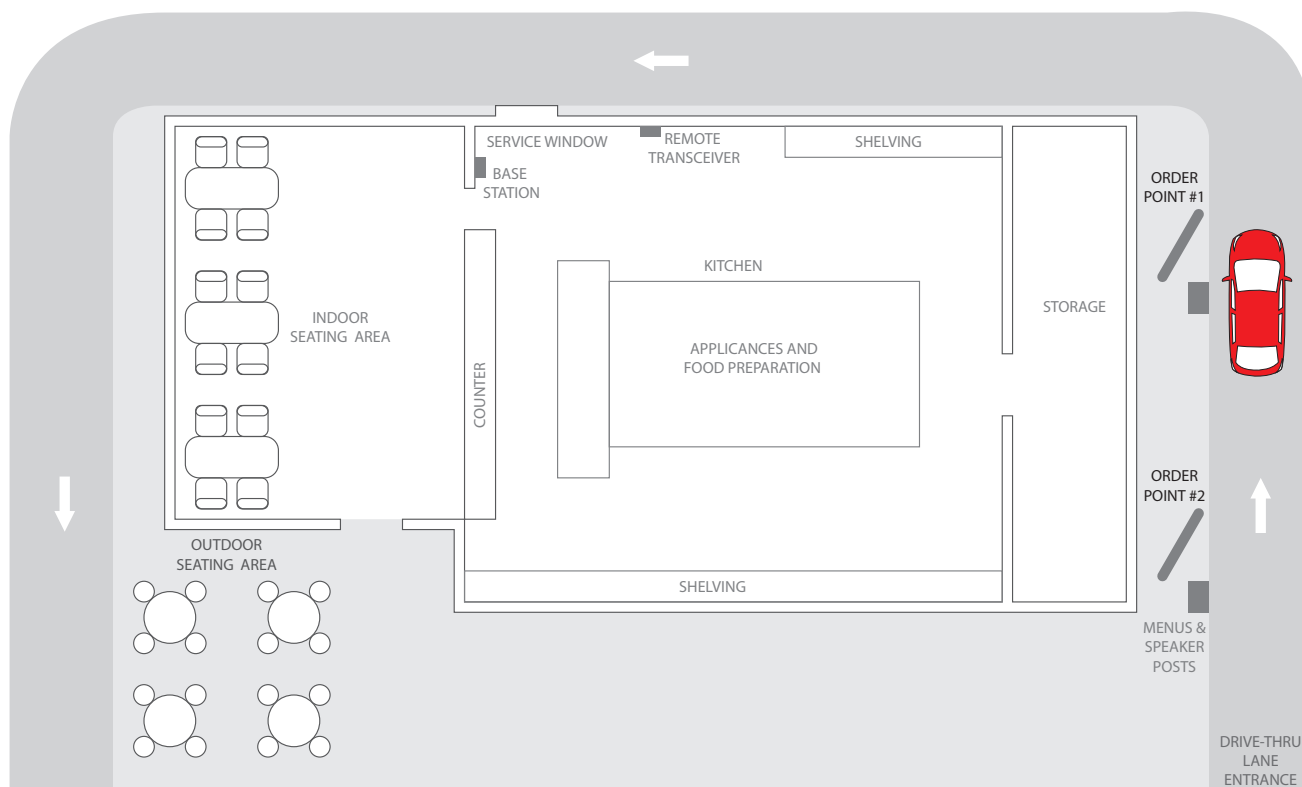 SERVICE WINDOW
REMOTE
TRANSCEIVER
SHELVING
BASE
STATION
ORDER
POINT #1
KITCHEN
STORAGE
INDOOR
SEATING AREA
APPLICANCES AND
FOOD PREPARATION
COUNTER
ORDER
POINT #2
OUTDOOR
SEATING AREA
SHELVING
MENUS &
SPEAKER
POSTS
DRIVE-THRU
LANE
ENTRANCE